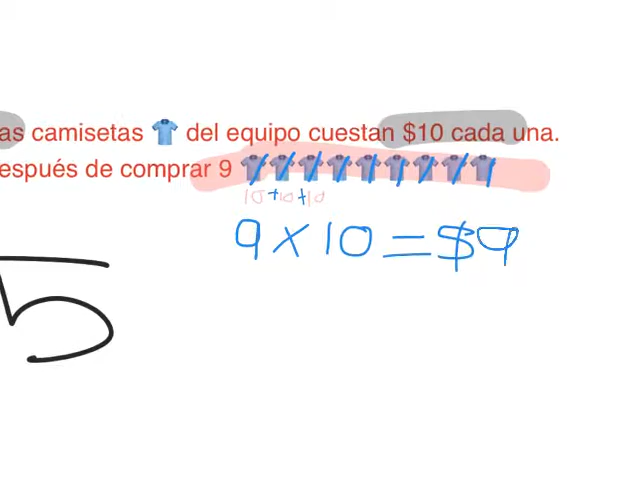 as camisetas 👕 del equipo cuestan $10 cada una.
espués de comprar 9 👕👕👕👕👕👕👕👕👕
10+10+10
9 x 10 = $9
5